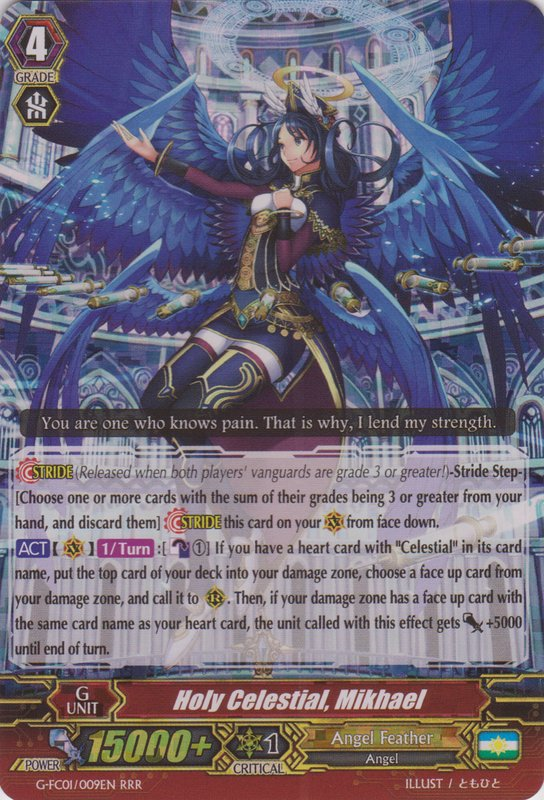 4
GRADE
You are one who knows pain. That is why, I lend my strength.
STRIDE (Released when both players' vanguards are grade 3 or greater!)-Stride Step-
[Choose one or more cards with the sum of their grades being 3 or greater from your
hand, and discard them] STRIDE this card on your V from face down.
ACT [ V ] 1/Turn :[ ① ] If you have a heart card with "Celestial" in its card
name, put the top card of your deck into your damage zone, choose a face up card from
your damage zone, and call it to R . Then, if your damage zone has a face up card with
the same card name as your heart card, the unit called with this effect gets +5000
until end of turn.
G
UNIT
Holy Celestial, Mikhael
POWER
15000+
1
CRITICAL
Angel Feather
Angel
G-FC01/009EN RRR
ILLUST / ともひと